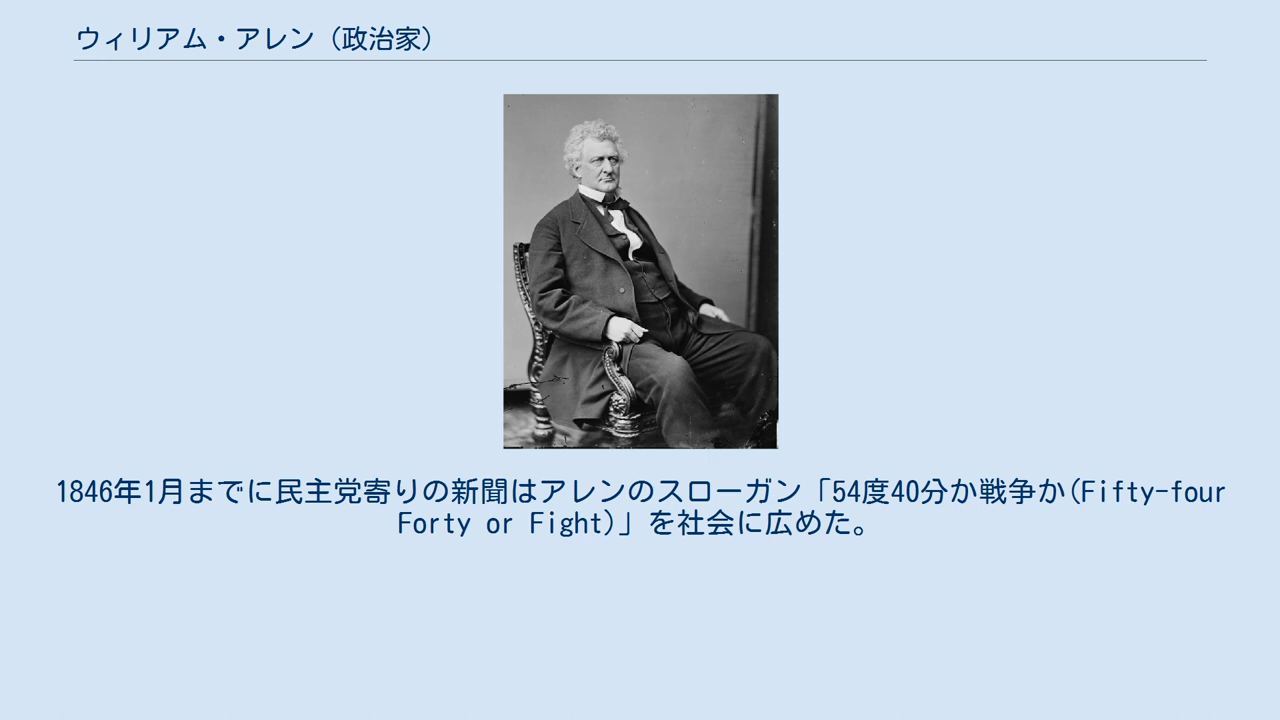 ウィリアム・アレン（政治家）
1846年1月までに民主党寄りの新聞はアレンのスローガン「54度40分か戦争か(Fifty-four
Forty or Fight)」を社会に広めた。